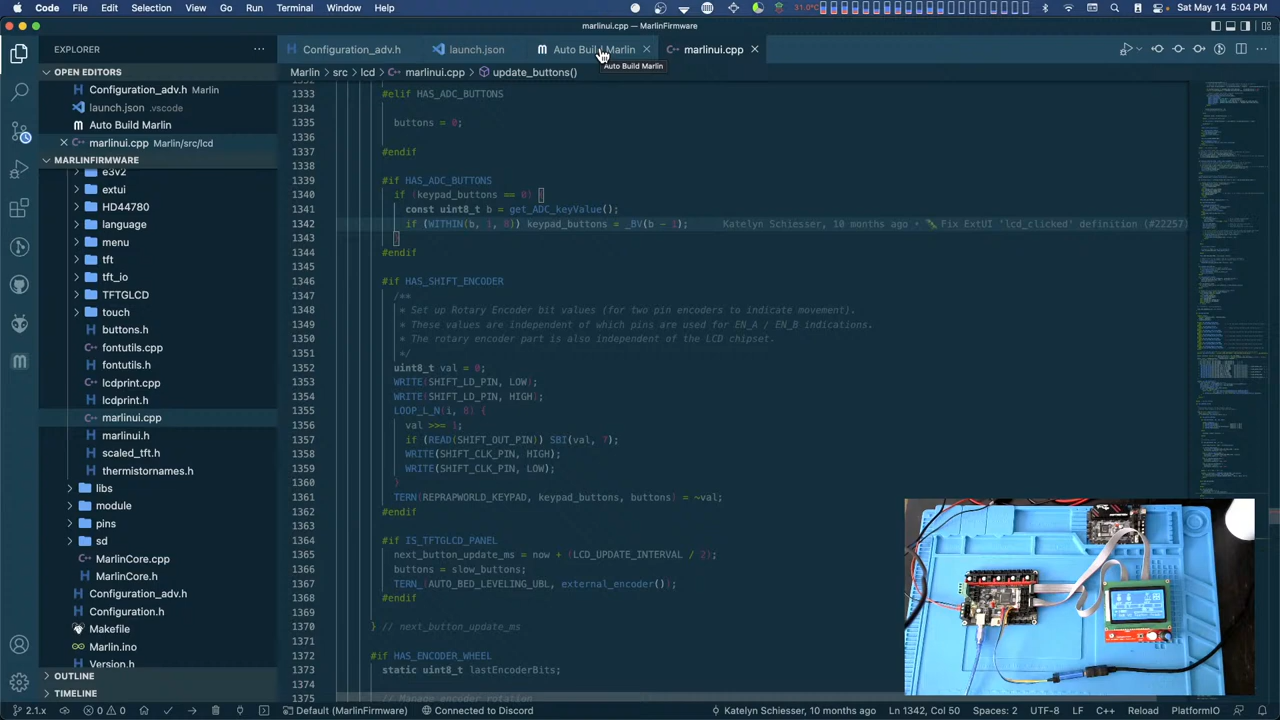 Code File Edit Selection View Go Run Terminal Window Help 31.0°C Sat May 14 5:04 PM
marlinui.cpp — MarlinFirmware
EXPLORER
Configuration_adv.h launch.json Auto Build Marlin marlinui.cpp
Auto Build Marlin
OPEN EDITORS
Configuration_adv.h Marlin
launch.json .vscode
Auto Build Marlin
marlinui.cpp Marlin/src/lcd
MARLINFIRMWARE
e3v2
extui
HD44780
language
menu
tft
tft_io
TFTGLCD
touch
buttons.h
fontutils.cpp
fontutils.h
lcdprint.cpp
lcdprint.h
marlinui.cpp
marlinui.h
scaled_tft.h
thermistornames.h
libs
module
pins
sd
MarlinCore.cpp
MarlinCore.h
Configuration_adv.h
Configuration.h
Makefile
Marlin.ino
Version.h
OUTLINE
TIMELINE
Marlin > src > lcd > marlinui.cpp > update_buttons()
1333 #elif HAS_ADC_BUTTONS
1334
1335 buttons = 0;
1336
1337 #endif
1338
1339 #if HAS_ADC_BUTTONS
1340 if (keypad_buttons == 0) {
1341 const uint8_t b = get_ADC_keyValue();
1342 if (WITHIN(b, 1, 8)) keypad_buttons = _BV(b - 1); Katelyn Schiesser, 10 months ago • ExtUI 'lcd_clicked' definition (#22257)
1343 }
1344 #endif
1345
1346 #if HAS_SHIFT_ENCODER
1347 /**
1348 * Set up Rotary Encoder bit values (for two pin encoders to indicate movement).
1349 * These values are independent of which pins are used for EN_A / EN_B indications.
1350 * The rotary encoder part is also independent of the LCD chipset.
1351 */
1352 uint8_t val = 0;
1353 WRITE(SHIFT_LD_PIN, LOW);
1354 WRITE(SHIFT_LD_PIN, HIGH);
1355 LOOP_L_N(i, 8) {
1356 val >>= 1;
1357 if (READ(SHIFT_OUT_PIN)) SBI(val, 7);
1358 WRITE(SHIFT_CLK_PIN, HIGH);
1359 WRITE(SHIFT_CLK_PIN, LOW);
1360 }
1361 TERN(REPRAPWORLD_KEYPAD, keypad_buttons, buttons) = ~val;
1362 #endif
1363
1364 #if IS_TFTGLCD_PANEL
1365 next_button_update_ms = now + (LCD_UPDATE_INTERVAL / 2);
1366 buttons = slow_buttons;
1367 TERN_(AUTO_BED_LEVELING_UBL, external_encoder());
1368 #endif
1369
1370 } // next_button_update_ms
1371
1372 #if HAS_ENCODER_WHEEL
1373 static uint8_t lastEncoderBits;
1374
1375 // Manage encoder rotation
2.1.x 0 0 Default (MarlinFirmware) Connected to Discord Katelyn Schiesser, 10 months ago Ln 1342, Col 50 Spaces: 2 UTF-8 LF C++ Reload PlatformIO